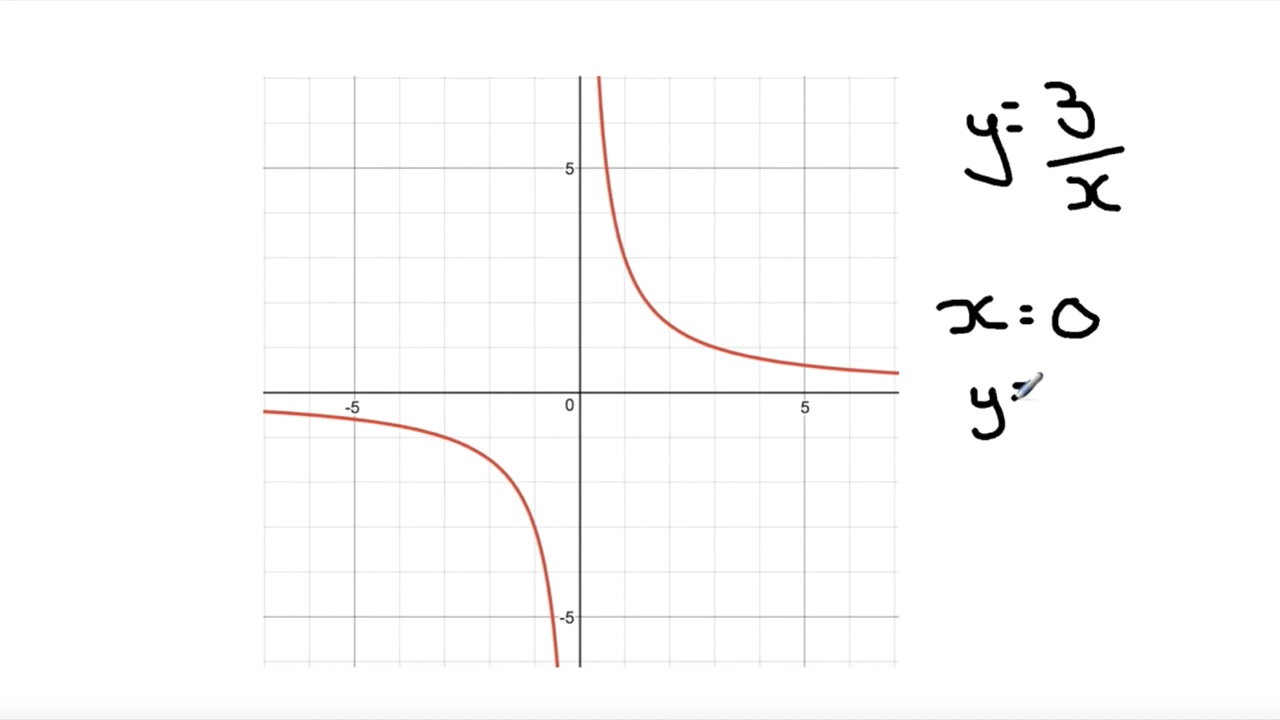 y = 3/x
5
-5 0 5
-5
x = 0
y =